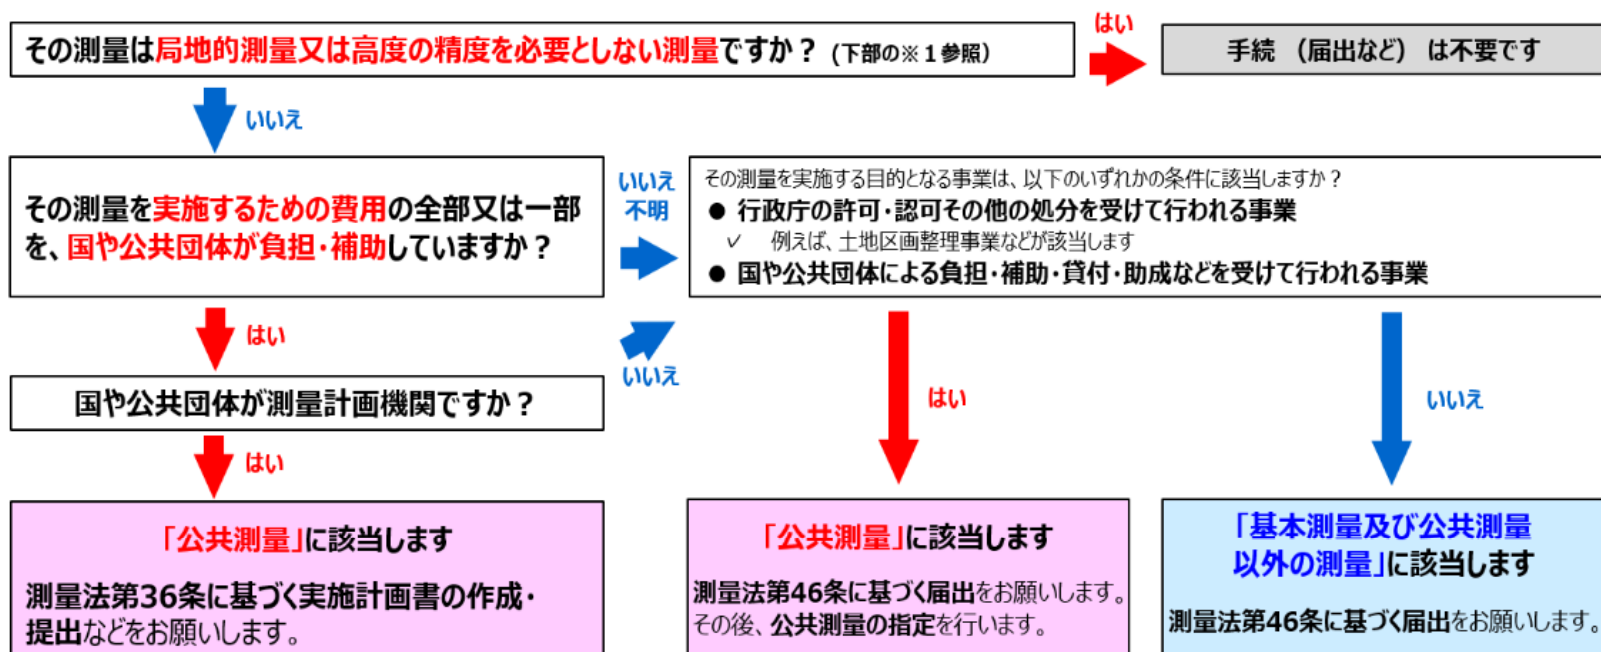 その測量は局地的測量又は高度の精度を必要としない測量ですか？ (下部の※１参照)
はい
手続 （届出など） は不要です
いいえ
その測量を実施するための費用の全部又は一部
を、国や公共団体が負担・補助していますか？
いいえ
不明
その測量を実施する目的となる事業は、以下のいずれかの条件に該当しますか？
● 行政庁の許可・認可その他の処分を受けて行われる事業
✓ 例えば、土地区画整理事業などが該当します
● 国や公共団体による負担・補助・貸付・助成などを受けて行われる事業
はい
いいえ
国や公共団体が測量計画機関ですか？
はい
はい
いいえ
「公共測量」に該当します
測量法第36条に基づく実施計画書の作成・
提出などをお願いします。
「公共測量」に該当します
測量法第46条に基づく届出をお願いします。
その後、公共測量の指定を行います。
「基本測量及び公共測量
以外の測量」に該当します
測量法第46条に基づく届出をお願いします。